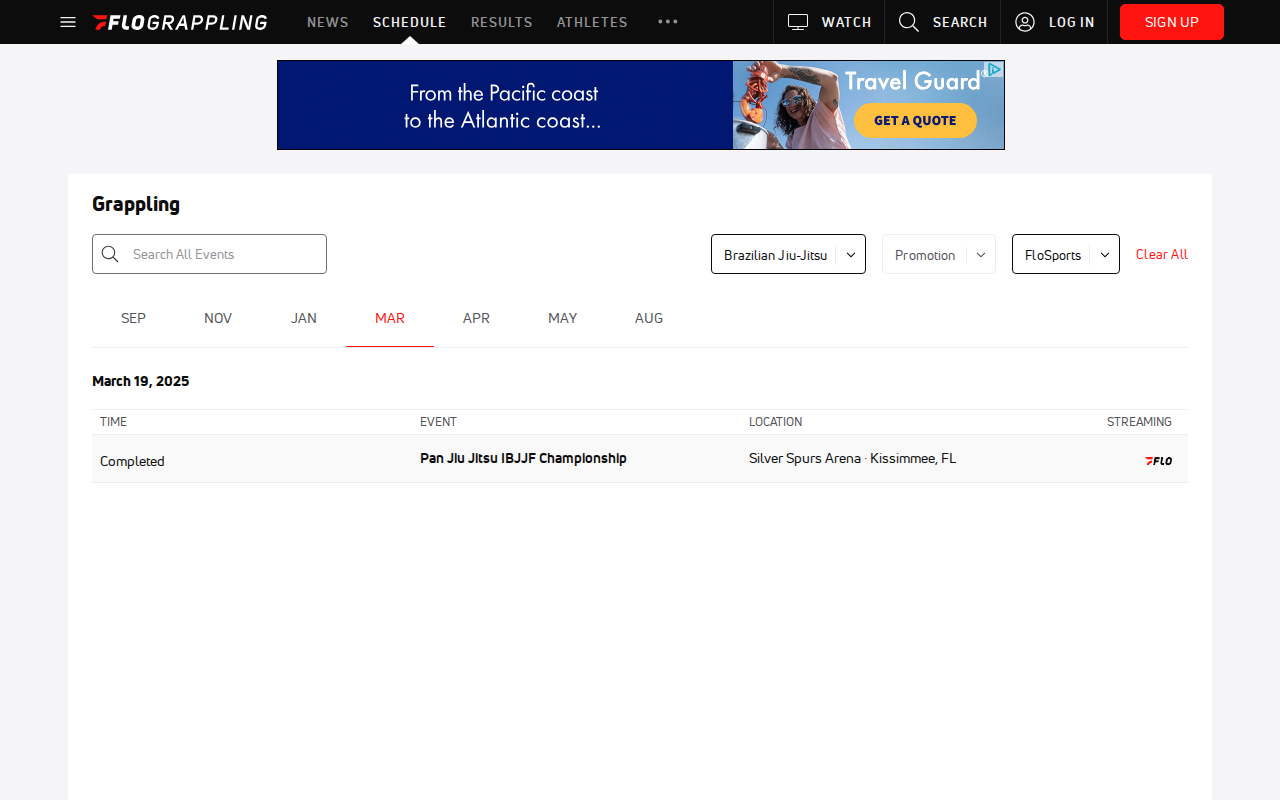 FLOGRAPPLING NEWS SCHEDULE RESULTS ATHLETES WATCH SEARCH LOG IN SIGN UP
From the Pacific coast
to the Atlantic coast...
Travel Guard®
GET A QUOTE
Grappling
Search All Events Brazilian Jiu-Jitsu Promotion FloSports Clear All
SEP NOV JAN MAR APR MAY AUG
March 19, 2025
TIME EVENT LOCATION STREAMING
Completed Pan Jiu Jitsu IBJJF Championship Silver Spurs Arena · Kissimmee, FL FLO